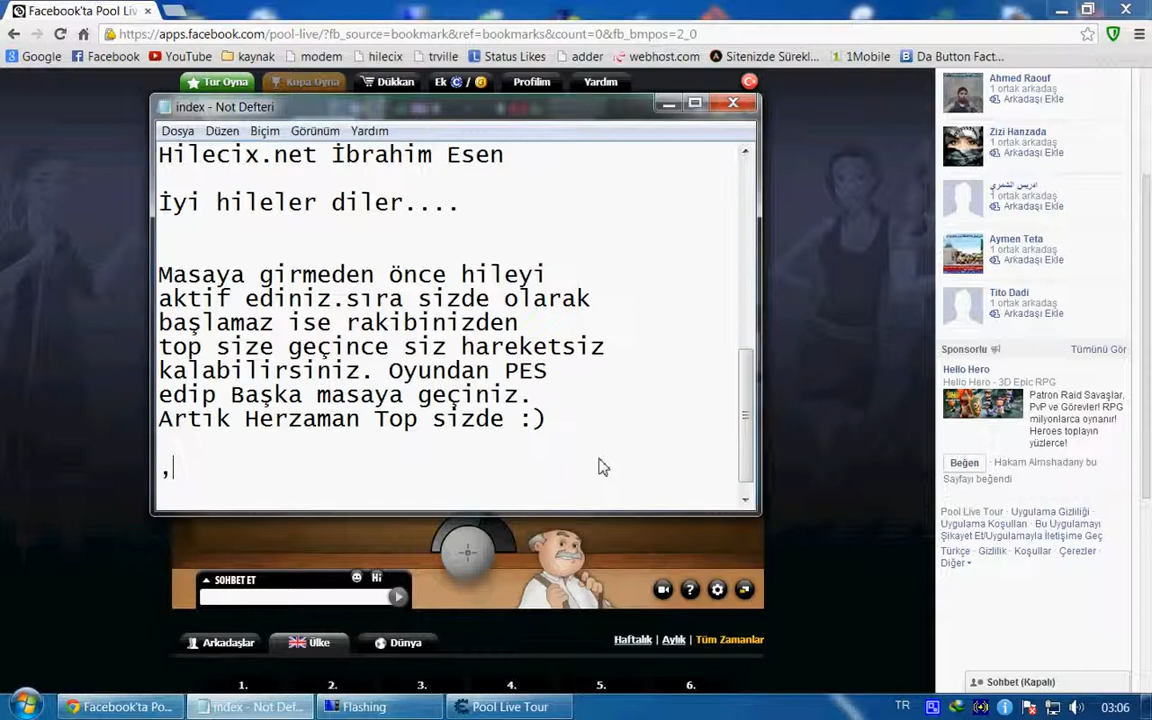 Facebook'ta Pool Liv
https://apps.facebook.com/pool-live/?fb_source=bookmark&ref=bookmarks&count=0&fb_bmpos=2_0
Google Facebook YouTube kaynak modem hilecix trville Status Likes adder webhost.com Sitenizde Sürekl... 1Mobile Da Button Fact...
Tur Oyna Kupa Oyna Dükkan Ek C / Profilim Yardım
index - Not Defteri
Dosya Düzen Biçim Görünüm Yardım
Hilecix.net İbrahim Esen
İyi hileler diler....
Masaya girmeden önce hileyi
aktif ediniz.sıra sizde olarak
başlamaz ise rakibinizden
top size geçince siz hareketsiz
kalabilirsiniz. Oyundan PES
edip Başka masaya geçiniz.
Artık Herzaman Top sizde :)
,
Ahmed Raouf
1 ortak arkadaş
Arkadaşı Ekle
Zizi Hanzada
1 ortak arkadaş
Arkadaşı Ekle
ادريس الشمري
1 ortak arkadaş
Arkadaşı Ekle
Aymen Teta
1 ortak arkadaş
Arkadaşı Ekle
Tito Dadi
1 ortak arkadaş
Arkadaşı Ekle
Sponsorlu Tümünü Gör
Hello Hero
Hello Hero - 3D Epic RPG
Patron Raid Savaşlar,
PvP ve Görevler! RPG
milyonlarca oynanır!
Heroes toplayın
yüzlerce!
Beğen · Hakam Almshadany bu
Sayfayı beğendi
Pool Live Tour · Uygulama Gizliliği ·
Uygulama Koşulları · Bu Uygulamayı
Şikayet Et/Uygulamayla İletişime Geç
Türkçe · Gizlilik · Koşullar · Çerezler ·
Diğer
SOHBET ET Hi
?
Arkadaşlar Ülke Dünya Haftalık | Aylık | Tüm Zamanlar
1. 2. 3. 4. 5. 6.
Sohbet (Kapalı)
Facebook'ta Po... index - Not Def... Flashing Pool Live Tour TR 03:06